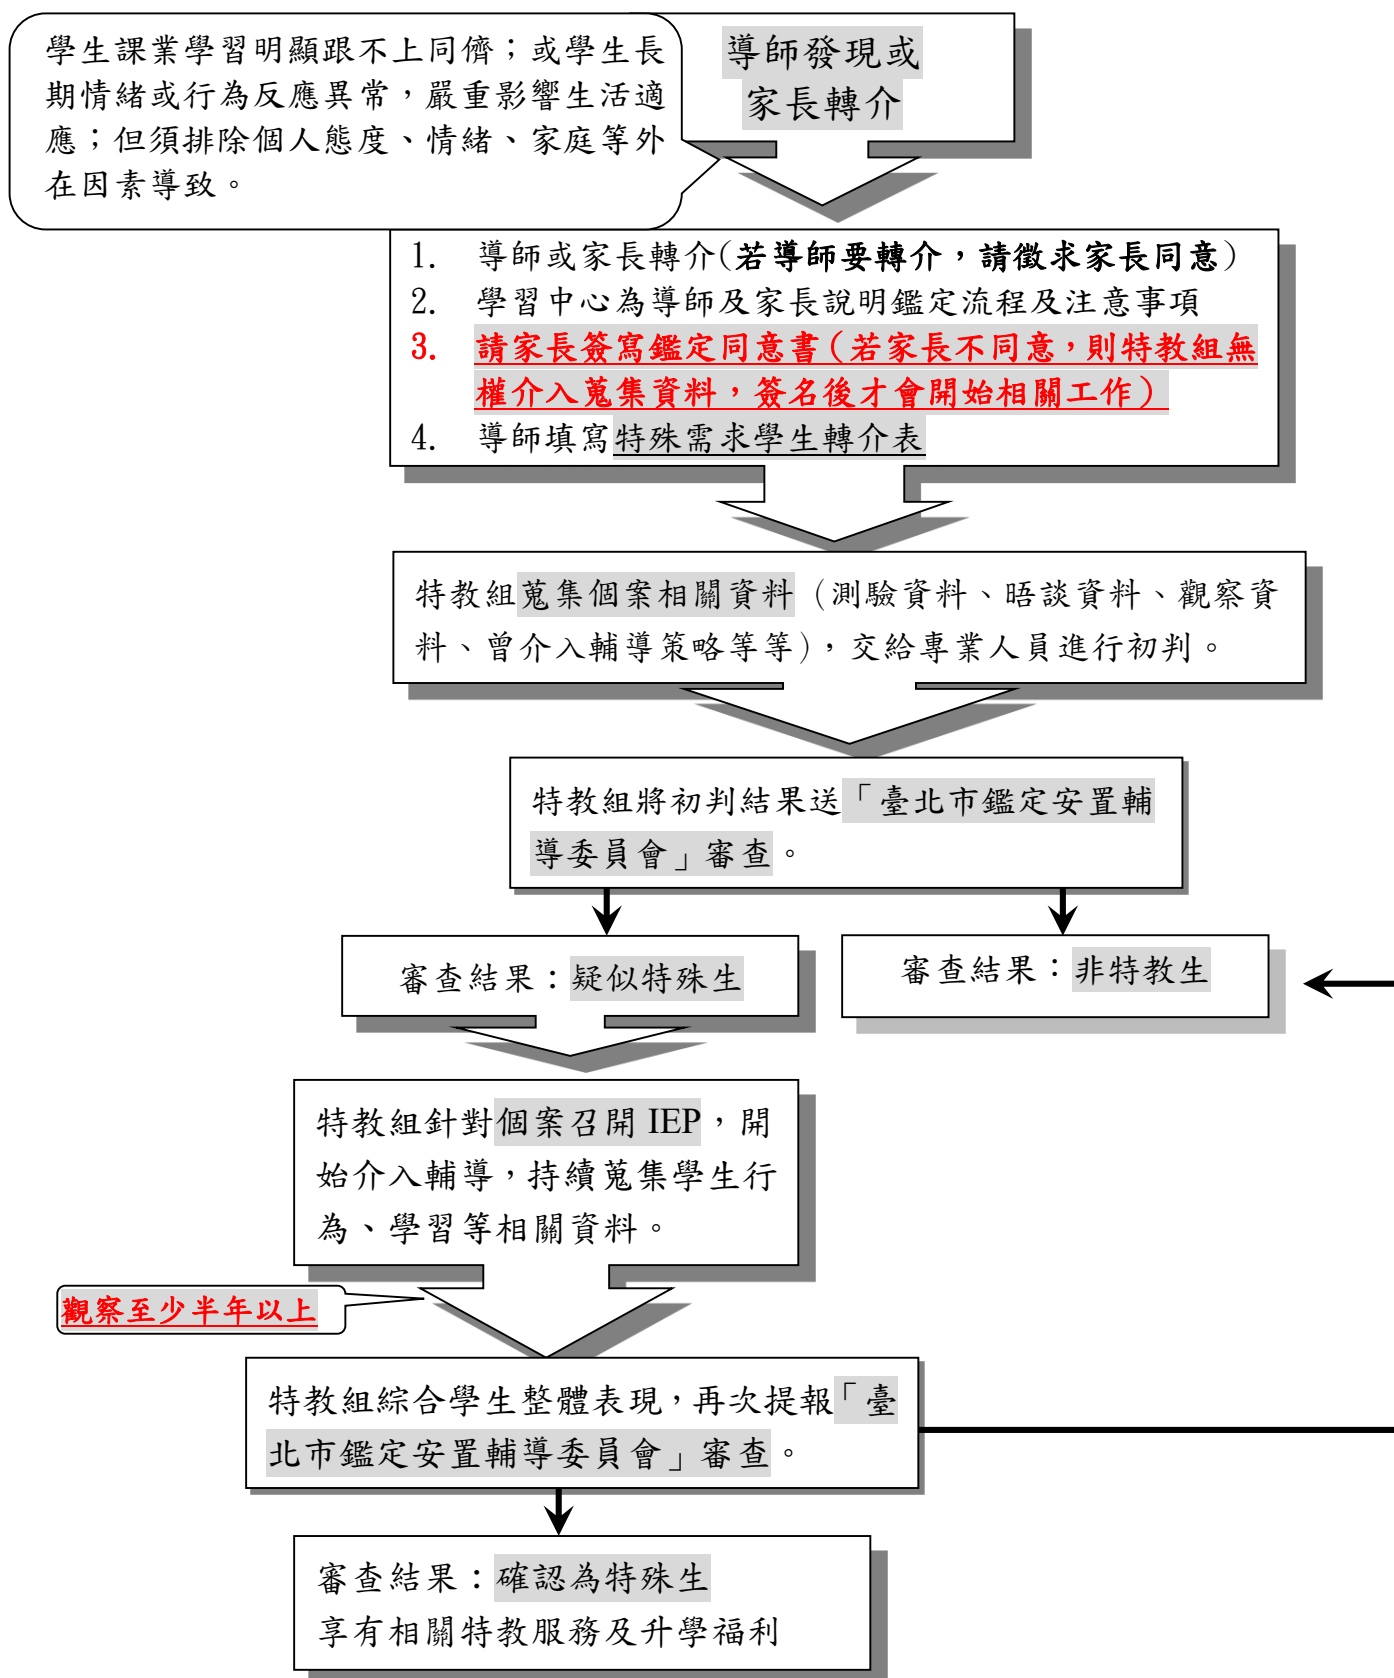 學生課業學習明顯跟不上同儕；或學生長
期情緒或行為反應異常，嚴重影響生活適
應；但須排除個人態度、情緒、家庭等外
在因素導致。
導師發現或
家長轉介
1. 導師或家長轉介(若導師要轉介，請徵求家長同意)
2. 學習中心為導師及家長說明鑑定流程及注意事項
3. 請家長簽寫鑑定同意書(若家長不同意，則特教組無
權介入蒐集資料，簽名後才會開始相關工作)
4. 導師填寫特殊需求學生轉介表
特教組蒐集個案相關資料(測驗資料、晤談資料、觀察資
料、曾介入輔導策略等等)，交給專業人員進行初判。
特教組將初判結果送「臺北市鑑定安置輔
導委員會」審查。
審查結果：疑似特殊生
審查結果：非特教生
特教組針對個案召開 IEP，開
始介入輔導，持續蒐集學生行
為、學習等相關資料。
觀察至少半年以上
特教組綜合學生整體表現，再次提報「臺
北市鑑定安置輔導委員會」審查。
審查結果：確認為特殊生
享有相關特教服務及升學福利